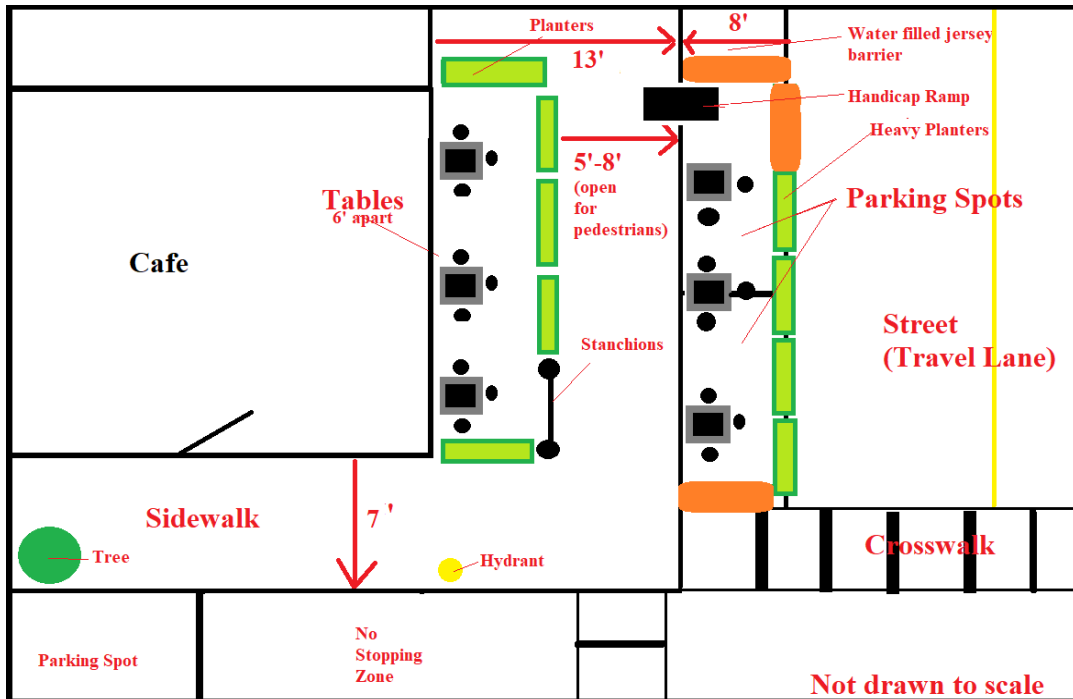 Planters
13'
8'
Water filled jersey
barrier
Handicap Ramp
Heavy Planters
5'-8'
(open
for
pedestrians)
Tables
6' apart
Parking Spots
Cafe
Stanchions
Street
(Travel Lane)
Sidewalk
7'
Tree
Hydrant
Crosswalk
Parking Spot
No
Stopping
Zone
Not drawn to scale